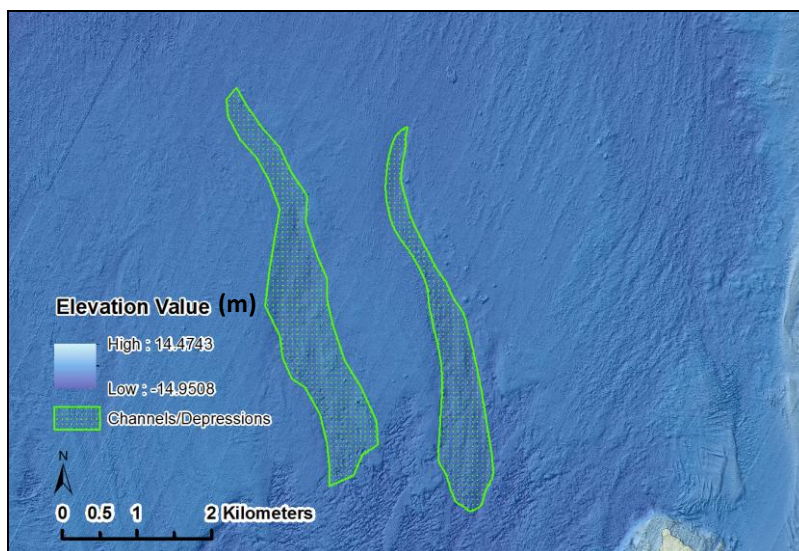 Elevation Value (m)
High : 14.4743
Low : -14.9508
Channels/Depressions
N
0 0.5 1 2 Kilometers